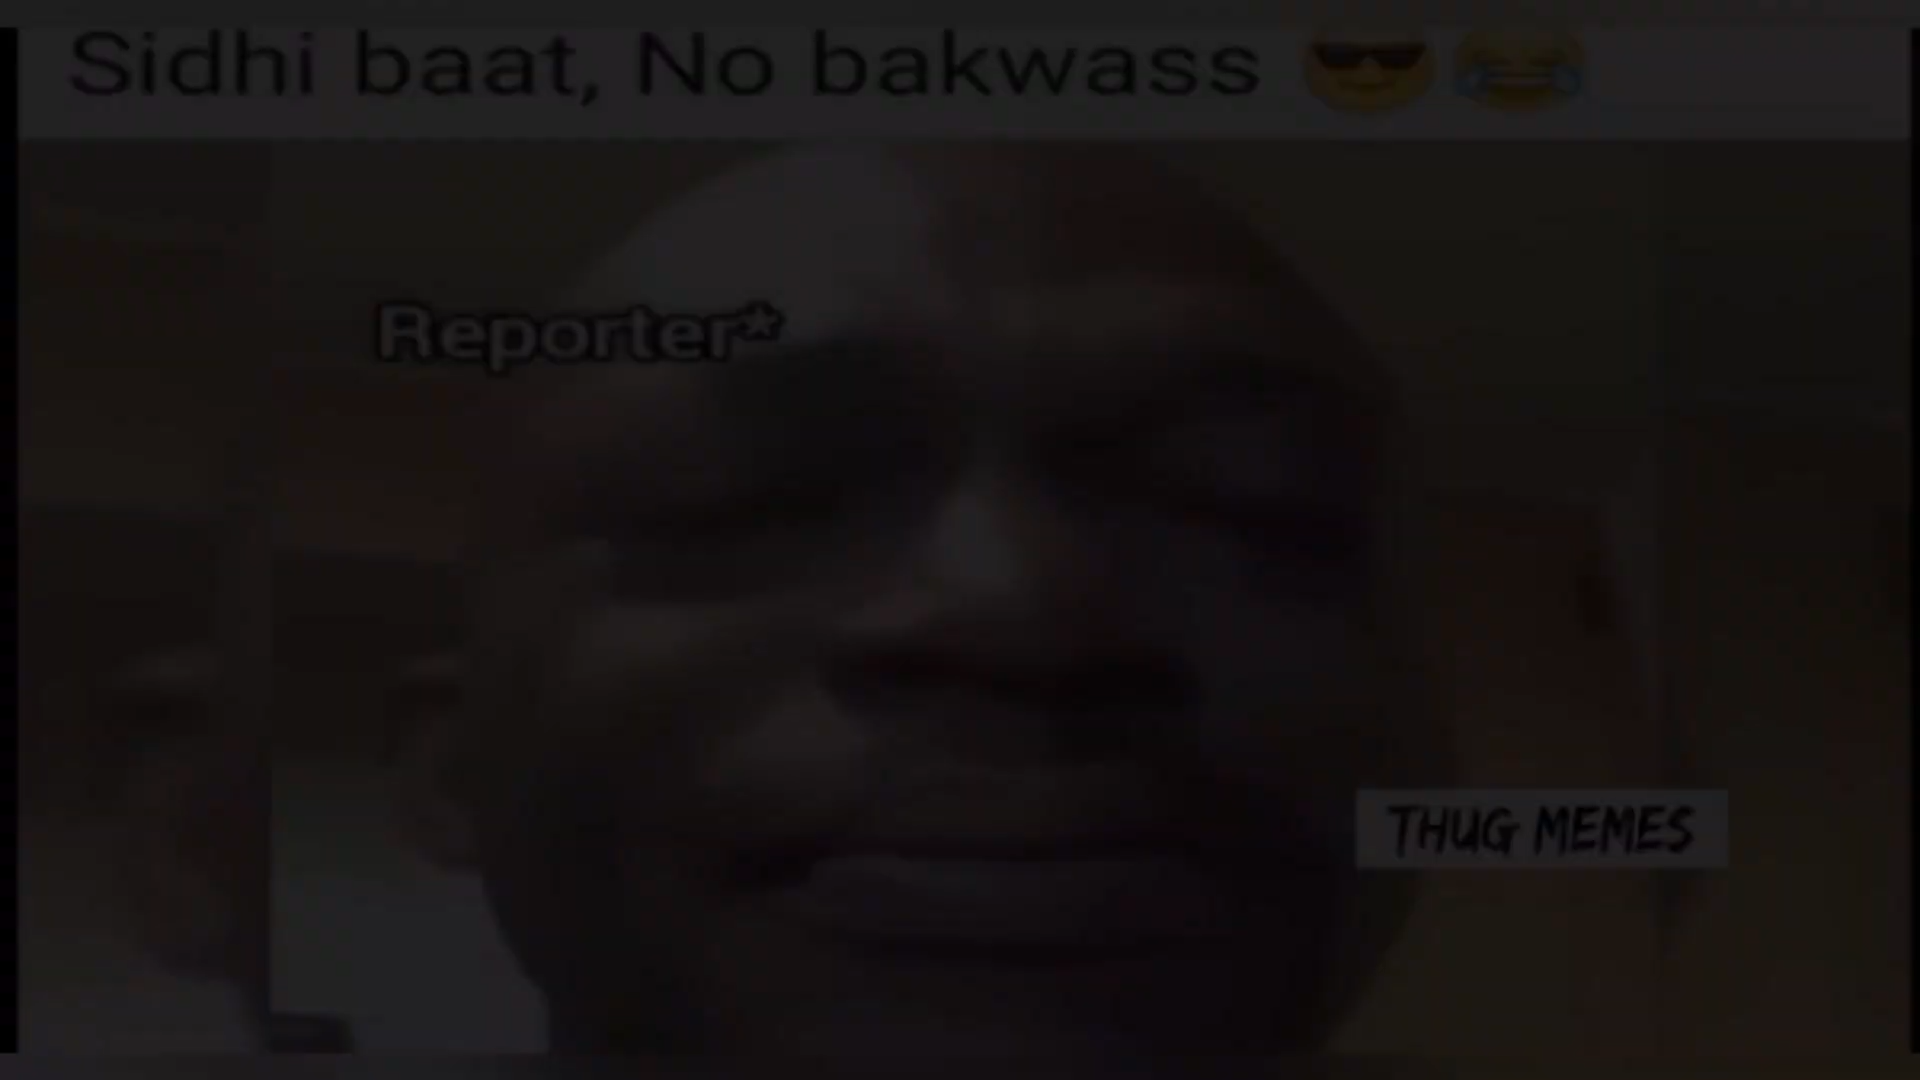 Sidhi baat, No bakwass 😎😂
Reporter*
THUG MEMES